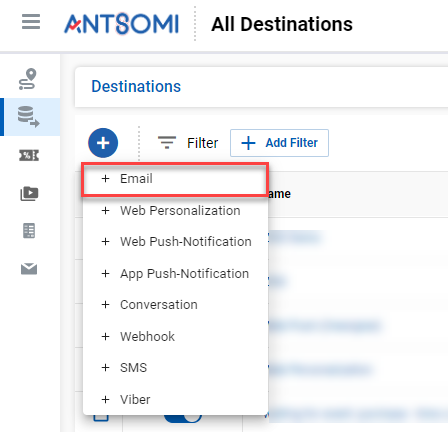 ANTSOMI
All Destinations
Destinations
Filter
Add Filter
Email
Web Personalization
Web Push-Notification
App Push-Notification
Conversation
Webhook
SMS
Viber